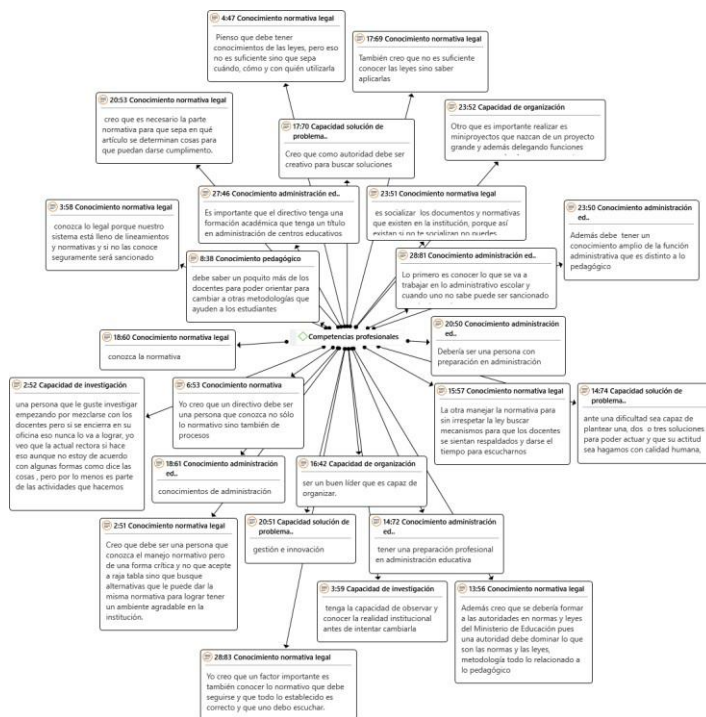 4:47 Conocimiento normativa legal
Pienso que debe tener
conocimientos de las leyes, pero eso
no es suficiente sino que sepa
cuándo, cómo y con quién utilizarla
17:69 Conocimiento normativa legal
También creo que no es suficiente
conocer las leyes sino saber
aplicarlas
20:53 Conocimiento normativa legal
creo que es necesario la parte
normativa para que sepa en qué
artículo se determinan cosas para
que puedan darse cumplimento.
17:70 Capacidad solución de
problema..
Creo que como autoridad debe ser
creativo para buscar soluciones
23:52 Capacidad de organización
Otro que es importante realizar es
miniproyectos que nazcan de un proyecto
grande y además delegando funciones
3:58 Conocimiento normativa legal
conozca lo legal porque nuestro
sistema está lleno de lineamientos
y normativas y si no las conoce
seguramente será sancionado
27:46 Conocimiento administración ed..
Es importante que el directivo tenga una
formación académica que tenga un título
en administración de centros educativos
23:51 Conocimiento normativa legal
es socializar los documentos y normativas
que existen en la institución, porque así
existan si no te socializan no puedes
23:50 Conocimiento administración
ed..
Además debe tener un
conocimiento amplio de la función
administrativa que es distinto a lo
pedagógico
8:38 Conocimiento pedagógico
debe saber un poquito más de los
docentes para poder orientar para
cambiar a otras metodologías que
ayuden a los estudiantes
28:81 Conocimiento administración ed..
Lo primero es conocer lo que se va a
trabajar en lo administrativo escolar y
cuando uno no sabe puede ser sancionado
Competencias profesionales
18:60 Conocimiento normativa legal
conozca la normativa
20:50 Conocimiento administración
ed..
Debería ser una persona con
preparación en administración
2:52 Capacidad de investigación
una persona que le guste investigar
empezando por mezclarse con los
docentes pero si se encierra en su
oficina eso nunca lo va a lograr, yo
veo que la actual rectora si hace
eso aunque no estoy de acuerdo
con algunas formas como dice las
cosas , pero por lo menos es parte
de las actividades que hacemos
6:53 Conocimiento normativa
Yo creo que un directivo debe ser
una persona que conozca no sólo
lo normativo sino también de
procesos
15:57 Conocimiento normativa legal
La otra manejar la normativa para
sin irrespetar la ley buscar
mecanismos para que los docentes
se sientan respaldados y darse el
tiempo para escucharnos
14:74 Capacidad solución de
problema..
ante una dificultad sea capaz de
plantear una, dos o tres soluciones
para poder actuar y que su actitud
sea hagamos con calidad humana,
18:61 Conocimiento administración
ed..
conocimientos de administración
16:42 Capacidad de organización
ser un buen líder que es capaz de
organizar.
2:51 Conocimiento normativa legal
Creo que debe ser una persona que
conozca el manejo normativo pero
de una forma crítica y no que acepte
a raja tabla sino que busque
alternativas que le puede dar la
misma normativa para lograr tener
un ambiente agradable en la
institución.
20:51 Capacidad solución de
problema..
gestión e innovación
14:72 Conocimiento administración
ed..
tener una preparación profesional
en administración educativa
3:59 Capacidad de investigación
tenga la capacidad de observar y
conocer la realidad institucional
antes de intentar cambiarla
13:56 Conocimiento normativa legal
Además creo que se debería formar
a las autoridades en normas y leyes
del Ministerio de Educación pues
una autoridad debe dominar lo que
son las normas y las leyes,
metodología todo lo relacionado a
lo pedagógico
28:83 Conocimiento normativa legal
Yo creo que un factor importante es
también conocer lo normativo que debe
seguirse y que todo lo establecido es
correcto y que uno debo escuchar.